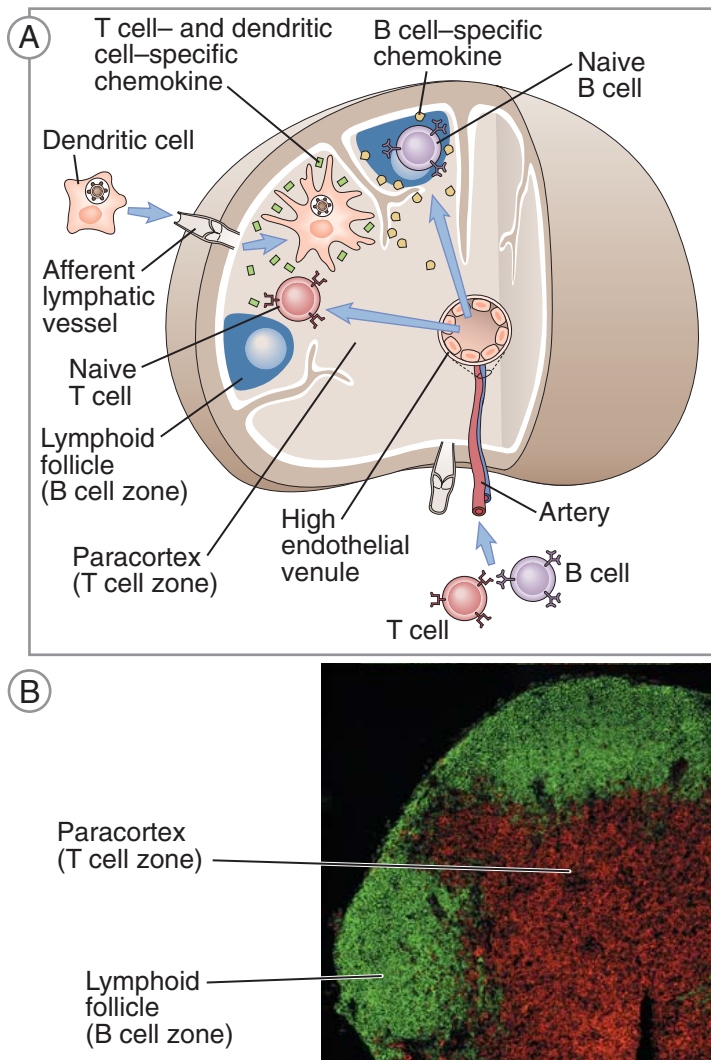 A
T cell– and dendritic
cell–specific
chemokine
B cell–specific
chemokine
Naive
B cell
Dendritic cell
Afferent
lymphatic
vessel
Naive
T cell
Lymphoid
follicle
(B cell zone)
Paracortex
(T cell zone)
High
endothelial
venule
Artery
B cell
T cell
B
Paracortex
(T cell zone)
Lymphoid
follicle
(B cell zone)